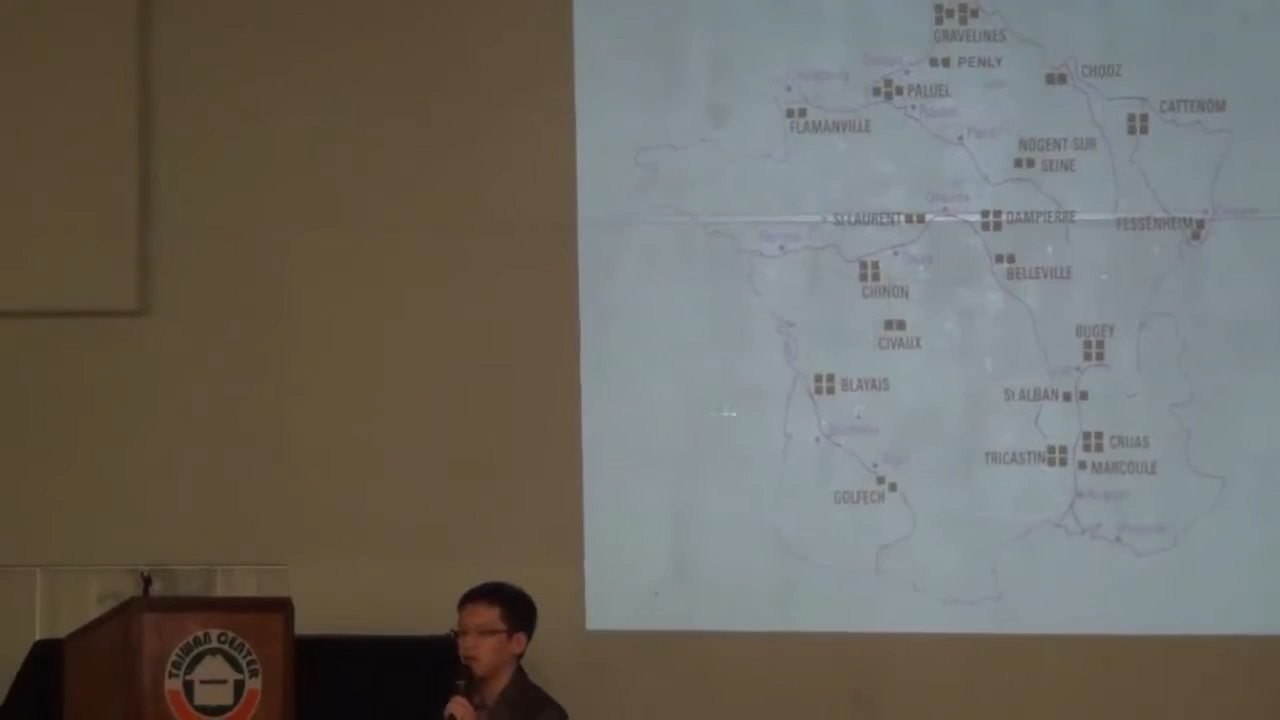 GRAVELINES
PENLY
CHOOZ
PALUEL
CATTENOM
FLAMANVILLE
NOGENT-SUR
SEINE
ST LAURENT
DAMPIERRE
FESSENHEIM
BELLEVILLE
CHINON
BUGEY
CIVAUX
BLAYAIS
St ALBAN
CRUAS
TRICASTIN
MARCOULE
GOLFECH
TAIWAN CENTER